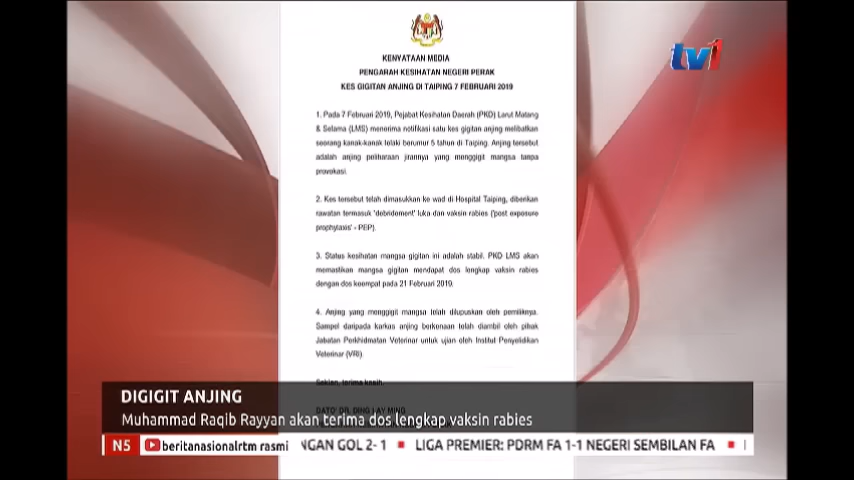 tv1
KENYATAAN MEDIA
PENGARAH KESIHATAN NEGERI PERAK
KES GIGITAN ANJING DI TAIPING 7 FEBRUARI 2019
1. Pada 7 Februari 2019, Pejabat Kesihatan Daerah (PKD) Larut Matang
& Selama (LMS) menerima notifikasi satu kes gigitan anjing melibatkan
seorang kanak-kanak lelaki berumur 5 tahun di Taiping. Anjing tersebut
adalah anjing peliharaan jirannya yang menggigit mangsa tanpa
provokasi.
2. Kes tersebut telah dimasukkan ke wad di Hospital Taiping, diberikan
rawatan termasuk 'debridement' luka dan vaksin rabies ('post exposure
prophylaxis' - PEP).
3. Status kesihatan mangsa gigitan ini adalah stabil. PKD LMS akan
memastikan mangsa gigitan mendapat dos lengkap vaksin rabies
dengan dos keempat pada 21 Februari 2019.
4. Anjing yang menggigit mangsa telah dilupuskan oleh pemiliknya.
Sampel daripada karkas anjing berkenaan telah diambil oleh pihak
Jabatan Perkhidmatan Veterinar untuk ujian oleh Institut Penyelidikan
Veterinar (VRI).
Sekian, terima kasih.
DATO' DR. DING LAY MING
DIGIGIT ANJING
Muhammad Raqib Rayyan akan terima dos lengkap vaksin rabies
N5 beritanasionalrtm rasmi NGAN GOL 2- 1 LIGA PREMIER: PDRM FA 1-1 NEGERI SEMBILAN FA